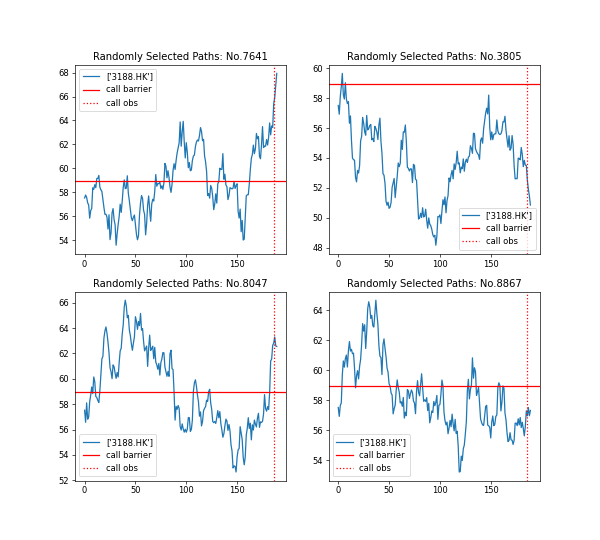 Randomly Selected Paths: No.7641
['3188.HK']
call barrier
call obs
68
66
64
62
60
58
56
54
0
50
100
150
Randomly Selected Paths: No.3805
['3188.HK']
call barrier
call obs
60
58
56
54
52
50
48
0
50
100
150
Randomly Selected Paths: No.8047
['3188.HK']
call barrier
call obs
66
64
62
60
58
56
54
52
0
50
100
150
Randomly Selected Paths: No.8867
['3188.HK']
call barrier
call obs
64
62
60
58
56
54
0
50
100
150